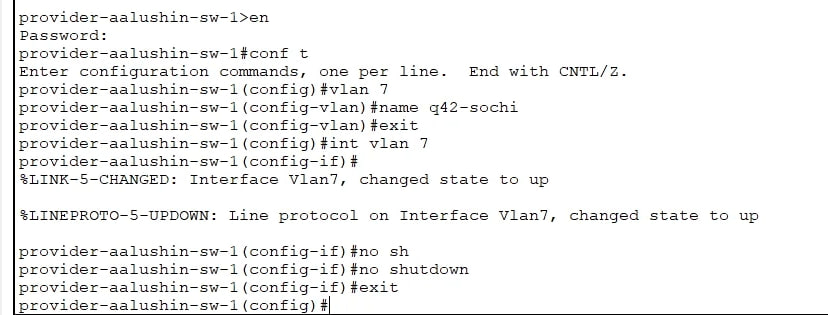 provider-aalushin-sw-1>en
Password:
provider-aalushin-sw-1#conf t
Enter configuration commands, one per line.  End with CNTL/Z.
provider-aalushin-sw-1(config)#vlan 7
provider-aalushin-sw-1(config-vlan)#name q42-sochi
provider-aalushin-sw-1(config-vlan)#exit
provider-aalushin-sw-1(config)#int vlan 7
provider-aalushin-sw-1(config-if)#
%LINK-5-CHANGED: Interface Vlan7, changed state to up
%LINEPROTO-5-UPDOWN: Line protocol on Interface Vlan7, changed state to up
provider-aalushin-sw-1(config-if)#no sh
provider-aalushin-sw-1(config-if)#no shutdown
provider-aalushin-sw-1(config-if)#exit
provider-aalushin-sw-1(config)#